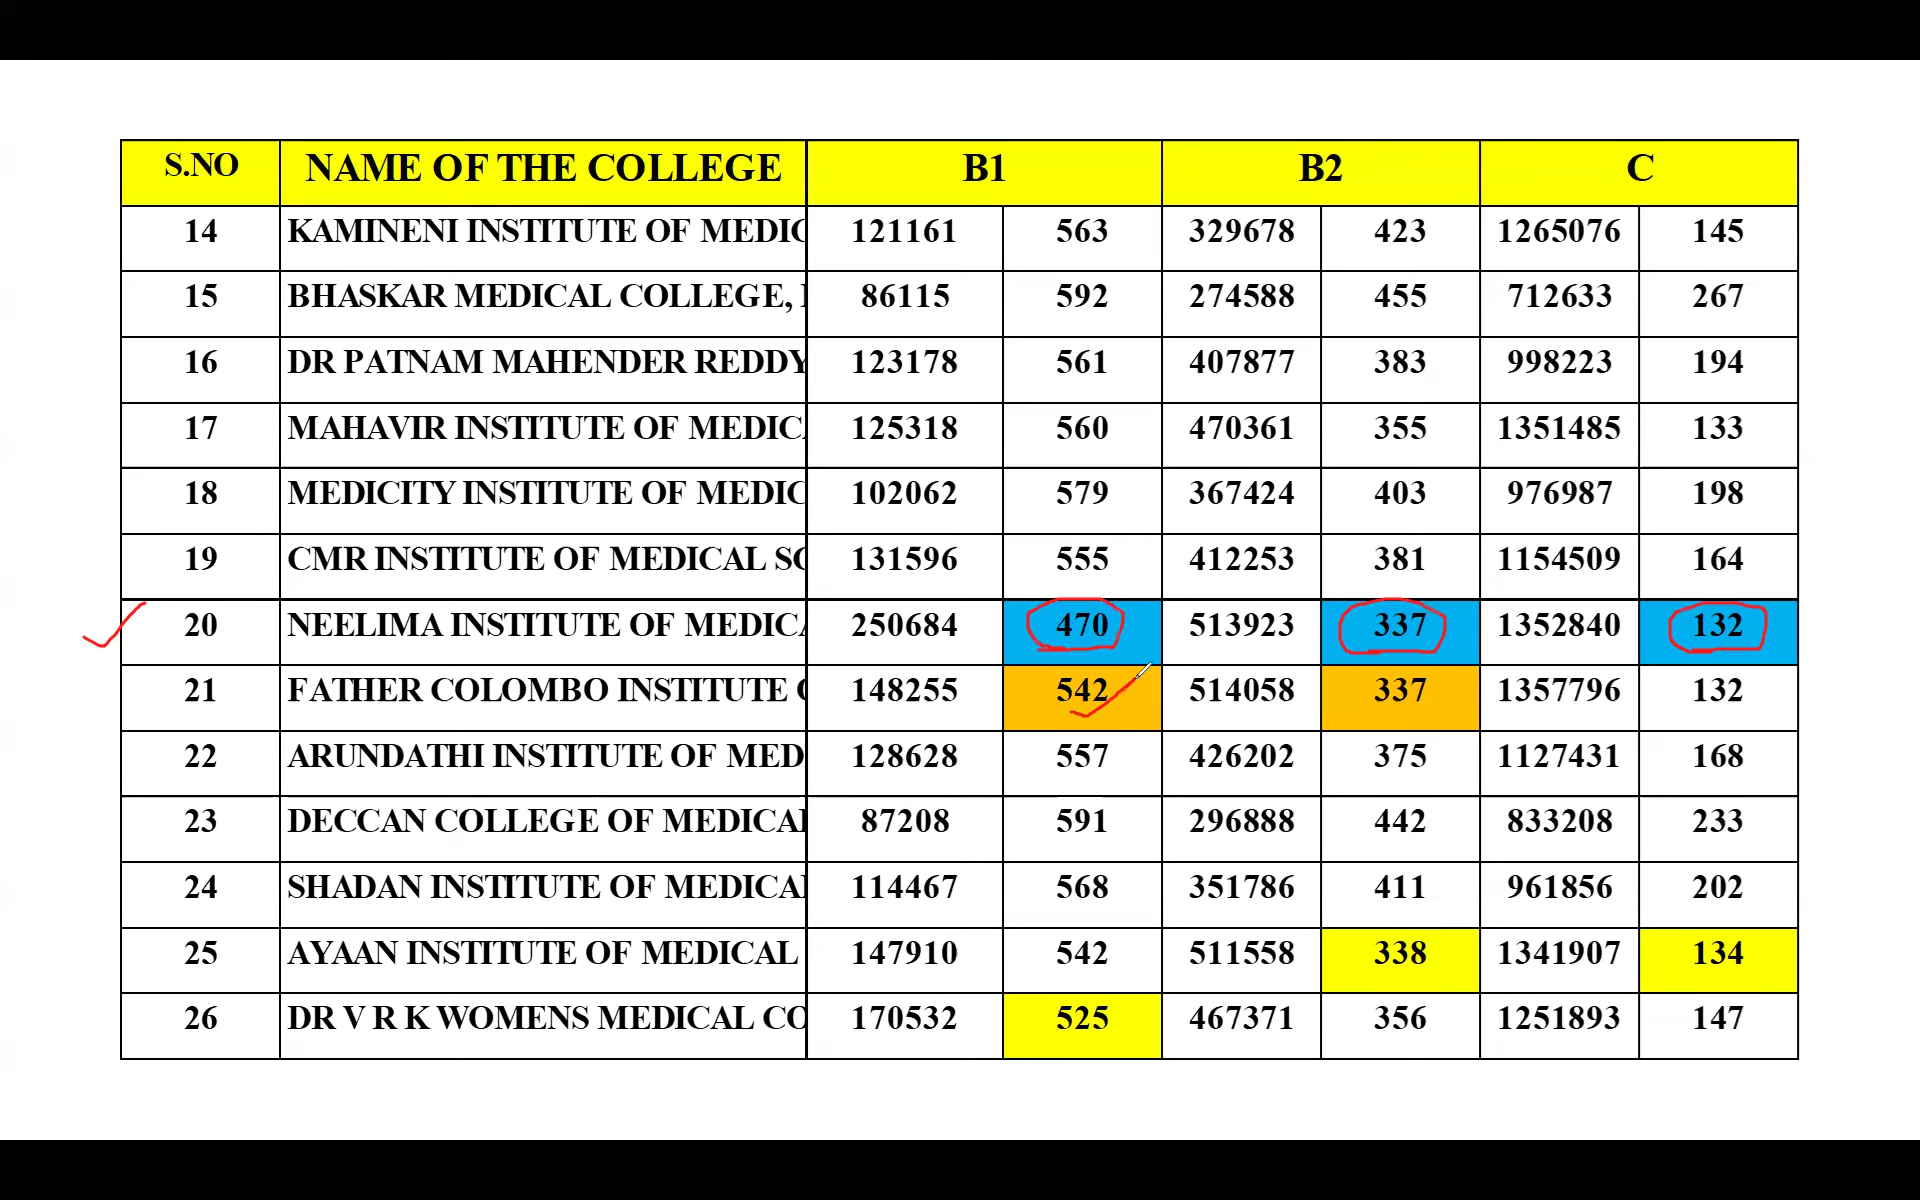 S.NO NAME OF THE COLLEGE B1 B2 C
14 KAMINENI INSTITUTE OF MEDIC 121161 563 329678 423 1265076 145
15 BHASKAR MEDICAL COLLEGE, 86115 592 274588 455 712633 267
16 DR PATNAM MAHENDER REDDY 123178 561 407877 383 998223 194
17 MAHAVIR INSTITUTE OF MEDICA 125318 560 470361 355 1351485 133
18 MEDICITY INSTITUTE OF MEDIC 102062 579 367424 403 976987 198
19 CMR INSTITUTE OF MEDICAL SC 131596 555 412253 381 1154509 164
20 NEELIMA INSTITUTE OF MEDICA 250684 470 513923 337 1352840 132
21 FATHER COLOMBO INSTITUTE O 148255 542 514058 337 1357796 132
22 ARUNDATHI INSTITUTE OF MED 128628 557 426202 375 1127431 168
23 DECCAN COLLEGE OF MEDICAL 87208 591 296888 442 833208 233
24 SHADAN INSTITUTE OF MEDICAL 114467 568 351786 411 961856 202
25 AYAAN INSTITUTE OF MEDICAL 147910 542 511558 338 1341907 134
26 DR V R K WOMENS MEDICAL CO 170532 525 467371 356 1251893 147